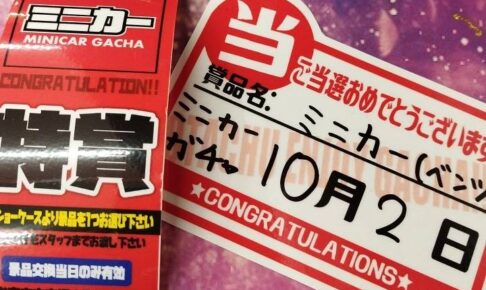 ミニカー
MINICAR GACHA
CONGRATULATION!!
特賞
ショーケースより景品を1つお選び下さい
スタッフまでお渡し下さい
景品交換当日のみ有効
当
ご当選おめでとうございます
賞品名: ミニカー(ベンツ
ミニカー
ガチャ
10月2日
★CONGRATULATIONS★